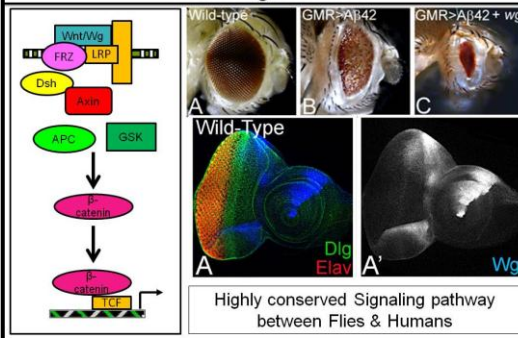 Wnt/Wg
FRZ
LRP
Dsh
Axin
APC
GSK
β-
catenin
β-
catenin
TCF
Wild-type
A
GMR>Aβ42
B
GMR>Aβ42 + wg
C
Wild-Type
A
Dlg
Elav
A'
Wg
Highly conserved Signaling pathway
between Flies & Humans